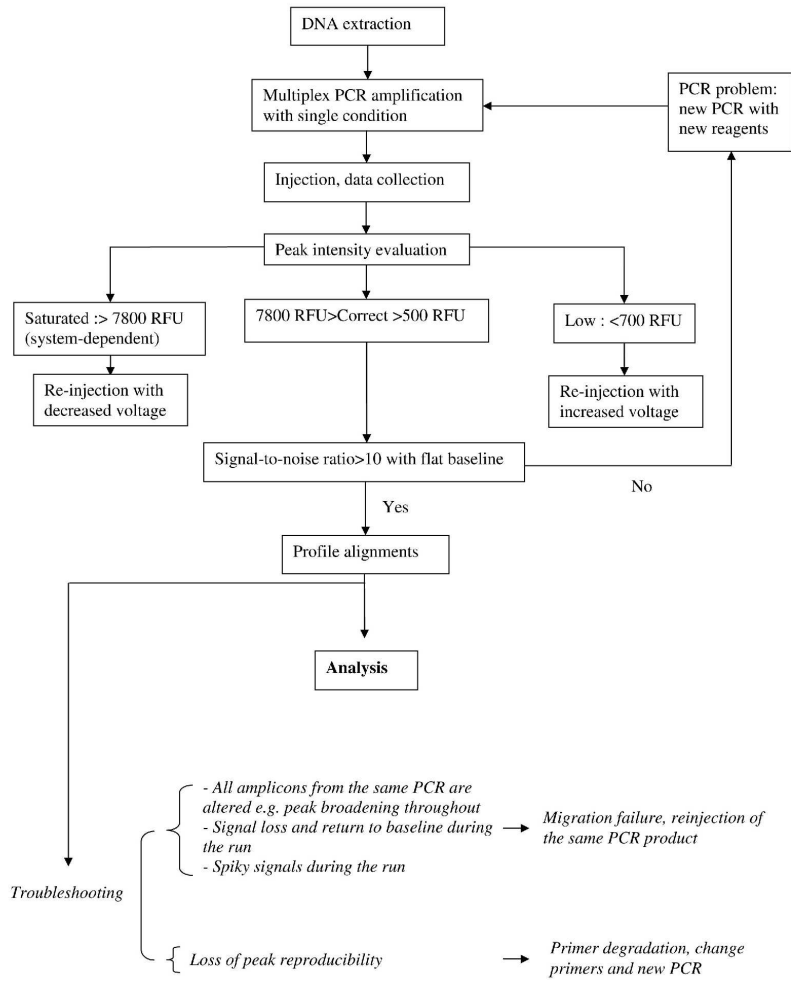 DNA extraction
Multiplex PCR amplification
with single condition
PCR problem:
new PCR with
new reagents
Injection, data collection
Peak intensity evaluation
Saturated :> 7800 RFU
(system-dependent)
7800 RFU>Correct >500 RFU
Low : <700 RFU
Re-injection with
decreased voltage
Re-injection with
increased voltage
Signal-to-noise ratio>10 with flat baseline
No
Yes
Profile alignments
Analysis
- All amplicons from the same PCR are
altered e.g. peak broadening throughout
- Signal loss and return to baseline during
the run
- Spiky signals during the run
Migration failure, reinjection of
the same PCR product
Troubleshooting
Loss of peak reproducibility
Primer degradation, change
primers and new PCR